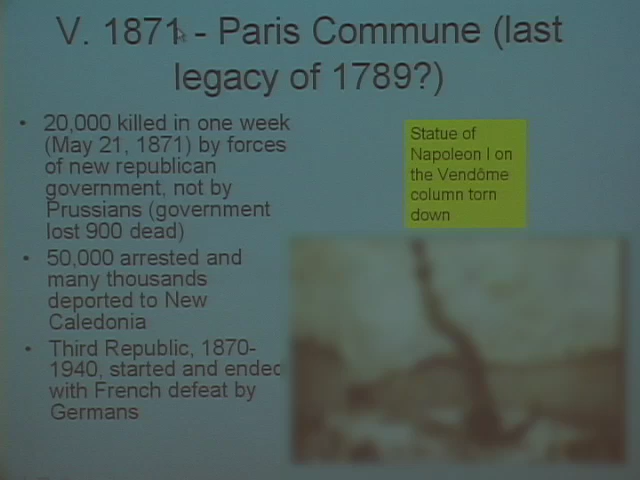 V. 1871 - Paris Commune (last
legacy of 1789?)
• 20,000 killed in one week
(May 21, 1871) by forces
of new republican
government, not by
Prussians (government
lost 900 dead)
• 50,000 arrested and
many thousands
deported to New
Caledonia
• Third Republic, 1870-
1940, started and ended
with French defeat by
Germans
Statue of
Napoleon I on
the Vendôme
column torn
down